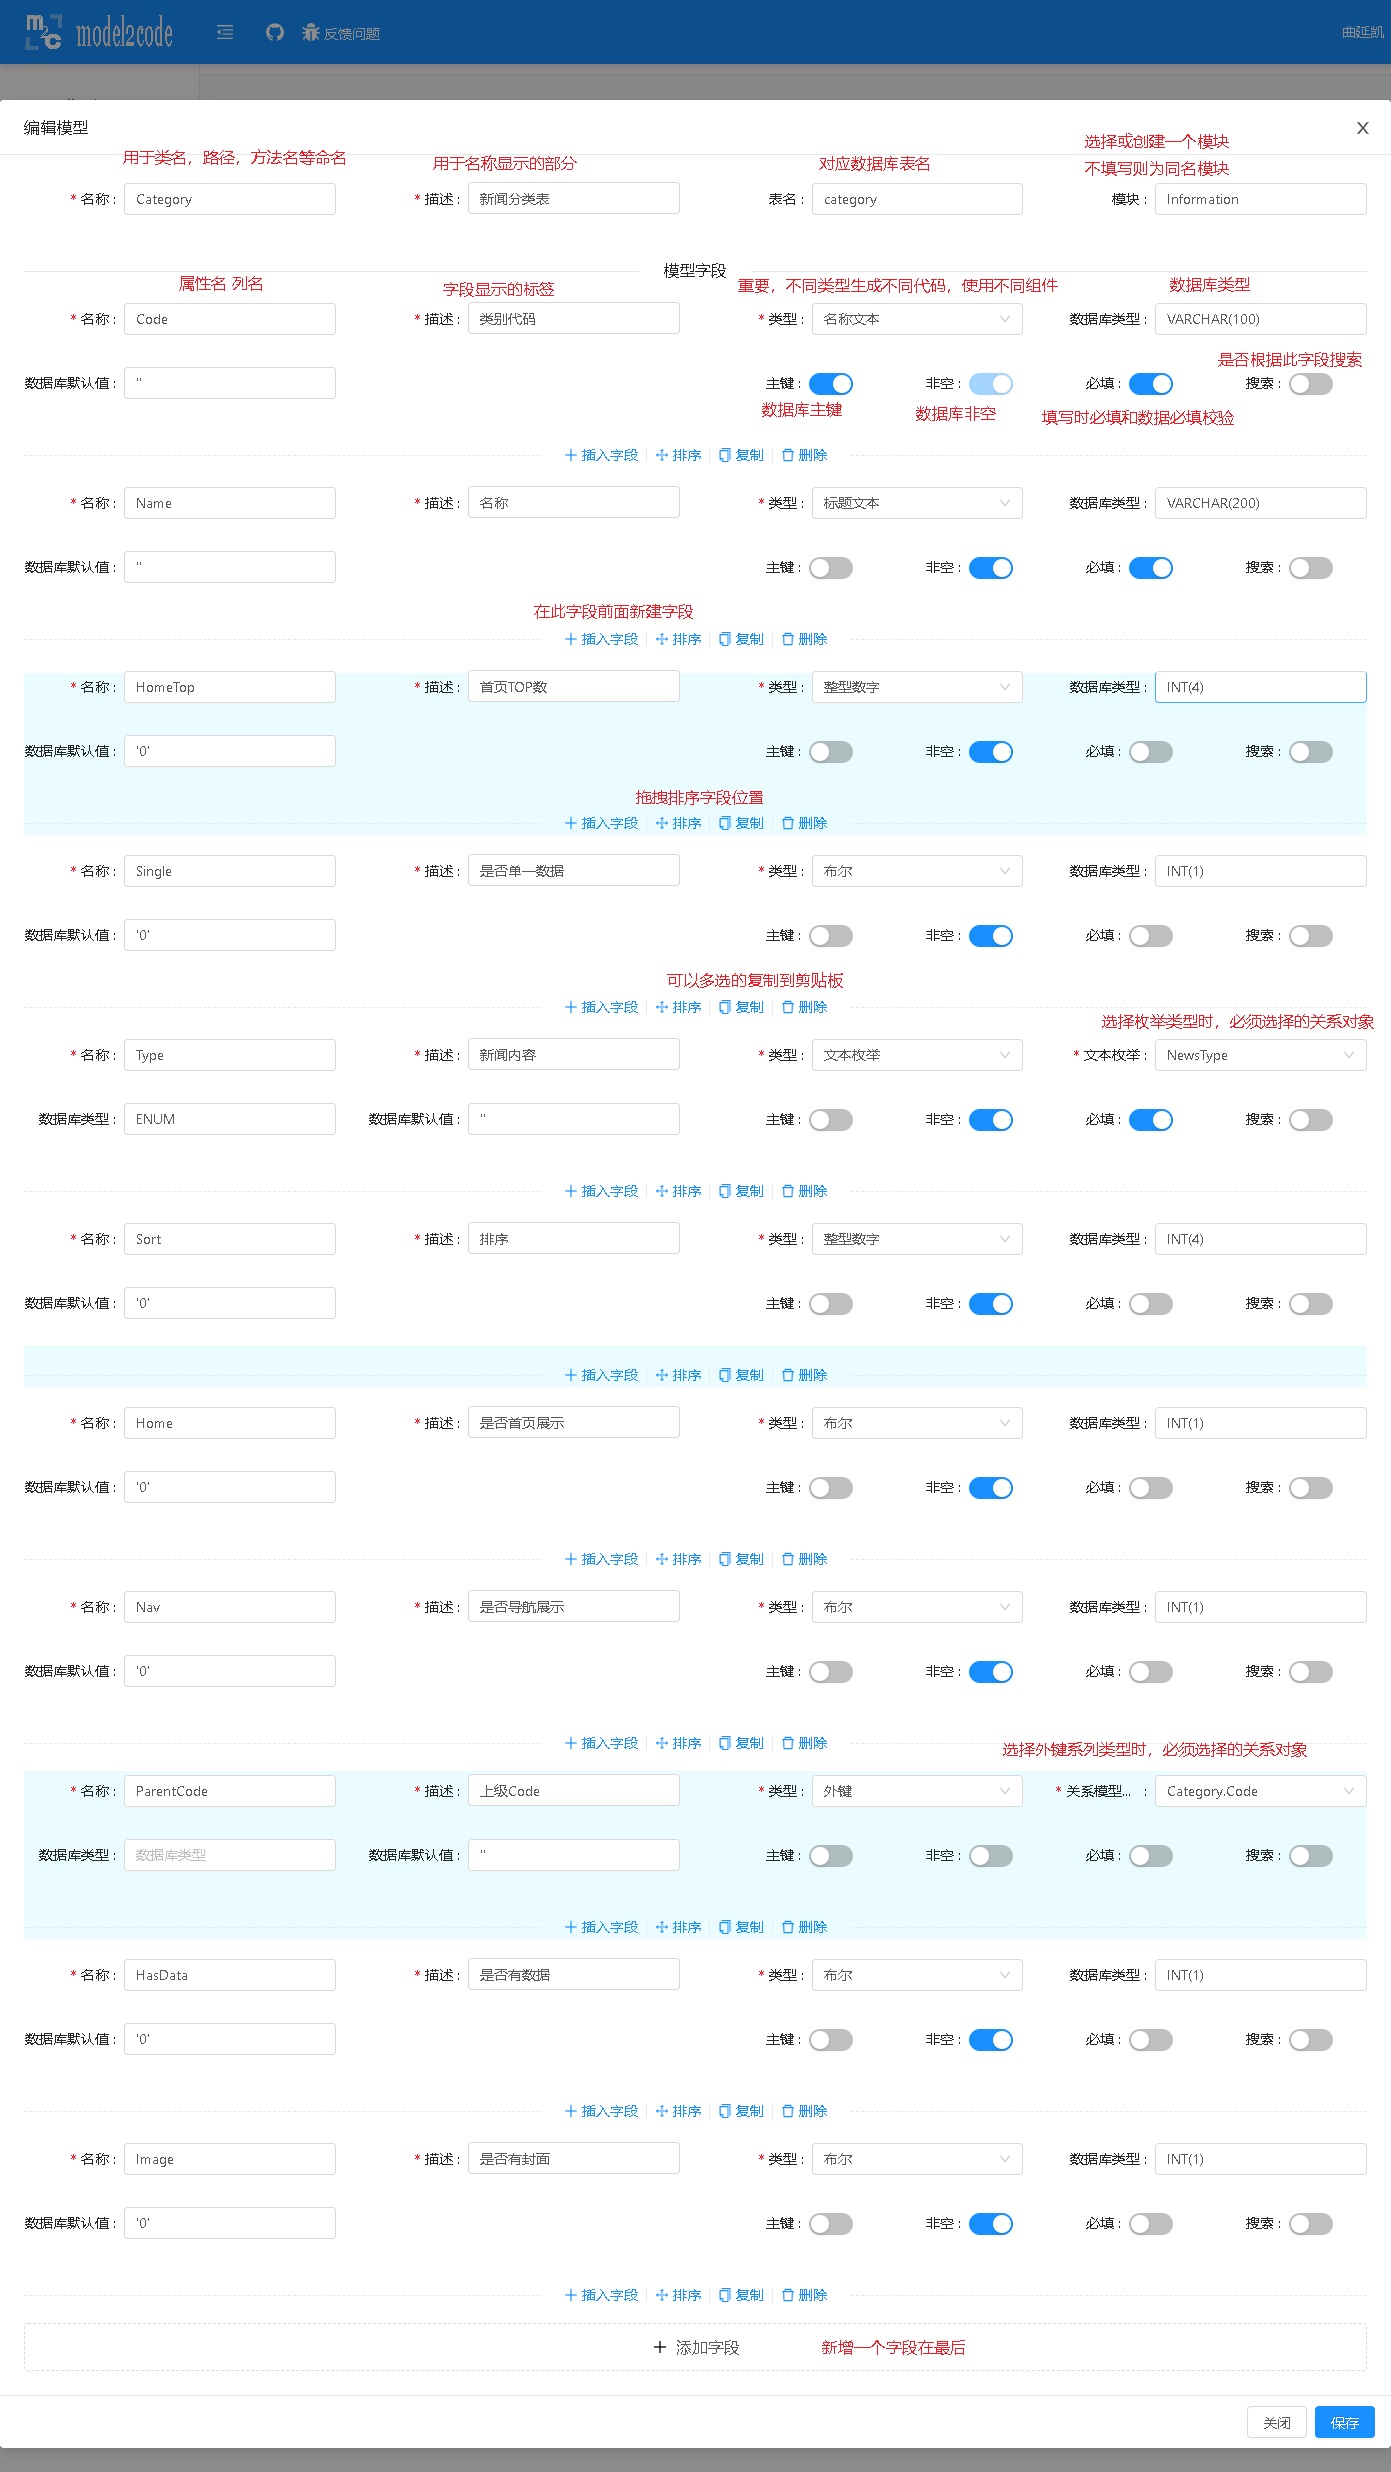 m2c model2code 反馈问题 曲延凯
编辑模型
用于类名，路径，方法名等命名 用于名称显示的部分 对应数据库表名 选择或创建一个模块
不填写则为同名模块
* 名称 : Category * 描述 : 新闻分类表 表名 : category 模块 : Information
模型字段
属性名 列名 字段显示的标签 重要，不同类型生成不同代码，使用不同组件 数据库类型
* 名称 : Code * 描述 : 类别代码 * 类型 : 名称文本 数据库类型 : VARCHAR(100)
是否根据此字段搜索
数据库默认值 : '' 主键 : 非空 : 必填 : 搜索 :
数据库主键 数据库非空 填写时必填和数据必填校验
插入字段 排序 复制 删除
* 名称 : Name * 描述 : 名称 * 类型 : 标题文本 数据库类型 : VARCHAR(200)
数据库默认值 : '' 主键 : 非空 : 必填 : 搜索 :
在此字段前面新建字段
插入字段 排序 复制 删除
* 名称 : HomeTop * 描述 : 首页TOP数 * 类型 : 整型数字 数据库类型 : INT(4)
数据库默认值 : '0' 主键 : 非空 : 必填 : 搜索 :
拖拽排序字段位置
插入字段 排序 复制 删除
* 名称 : Single * 描述 : 是否单一数据 * 类型 : 布尔 数据库类型 : INT(1)
数据库默认值 : '0' 主键 : 非空 : 必填 : 搜索 :
可以多选的复制到剪贴板
插入字段 排序 复制 删除
选择枚举类型时，必须选择的关系对象
* 名称 : Type * 描述 : 新闻内容 * 类型 : 文本枚举 * 文本枚举 : NewsType
数据库类型 : ENUM 数据库默认值 : '' 主键 : 非空 : 必填 : 搜索 :
插入字段 排序 复制 删除
* 名称 : Sort * 描述 : 排序 * 类型 : 整型数字 数据库类型 : INT(4)
数据库默认值 : '0' 主键 : 非空 : 必填 : 搜索 :
插入字段 排序 复制 删除
* 名称 : Home * 描述 : 是否首页展示 * 类型 : 布尔 数据库类型 : INT(1)
数据库默认值 : '0' 主键 : 非空 : 必填 : 搜索 :
插入字段 排序 复制 删除
* 名称 : Nav * 描述 : 是否导航展示 * 类型 : 布尔 数据库类型 : INT(1)
数据库默认值 : '0' 主键 : 非空 : 必填 : 搜索 :
插入字段 排序 复制 删除
选择外键系列类型时，必须选择的关系对象
* 名称 : ParentCode * 描述 : 上级Code * 类型 : 外键 * 关系模型... : Category.Code
数据库类型 : 数据库类型 数据库默认值 : '' 主键 : 非空 : 必填 : 搜索 :
插入字段 排序 复制 删除
* 名称 : HasData * 描述 : 是否有数据 * 类型 : 布尔 数据库类型 : INT(1)
数据库默认值 : '0' 主键 : 非空 : 必填 : 搜索 :
插入字段 排序 复制 删除
* 名称 : Image * 描述 : 是否有封面 * 类型 : 布尔 数据库类型 : INT(1)
数据库默认值 : '0' 主键 : 非空 : 必填 : 搜索 :
插入字段 排序 复制 删除
添加字段 新增一个字段在最后
关闭 保存